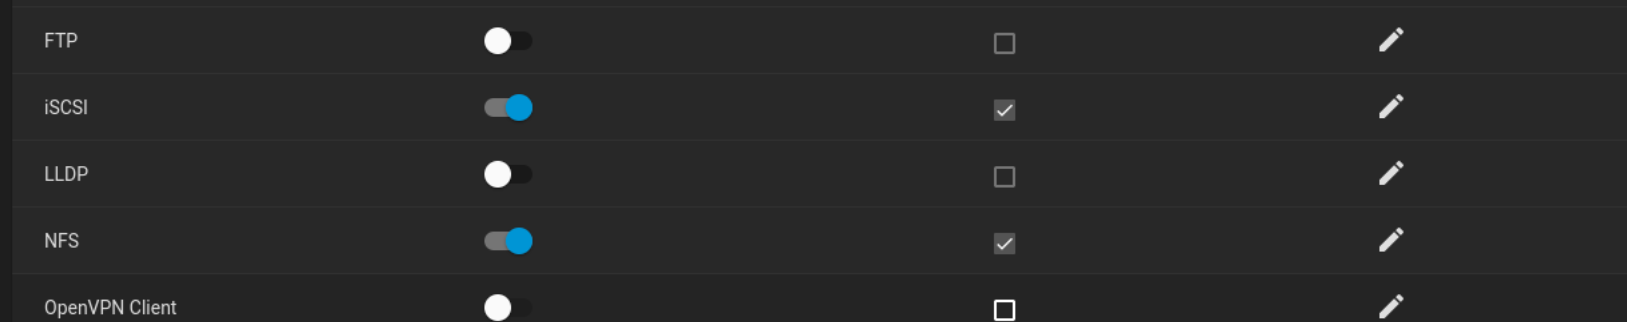 FTP
iSCSI
LLDP
NFS
OpenVPN Client